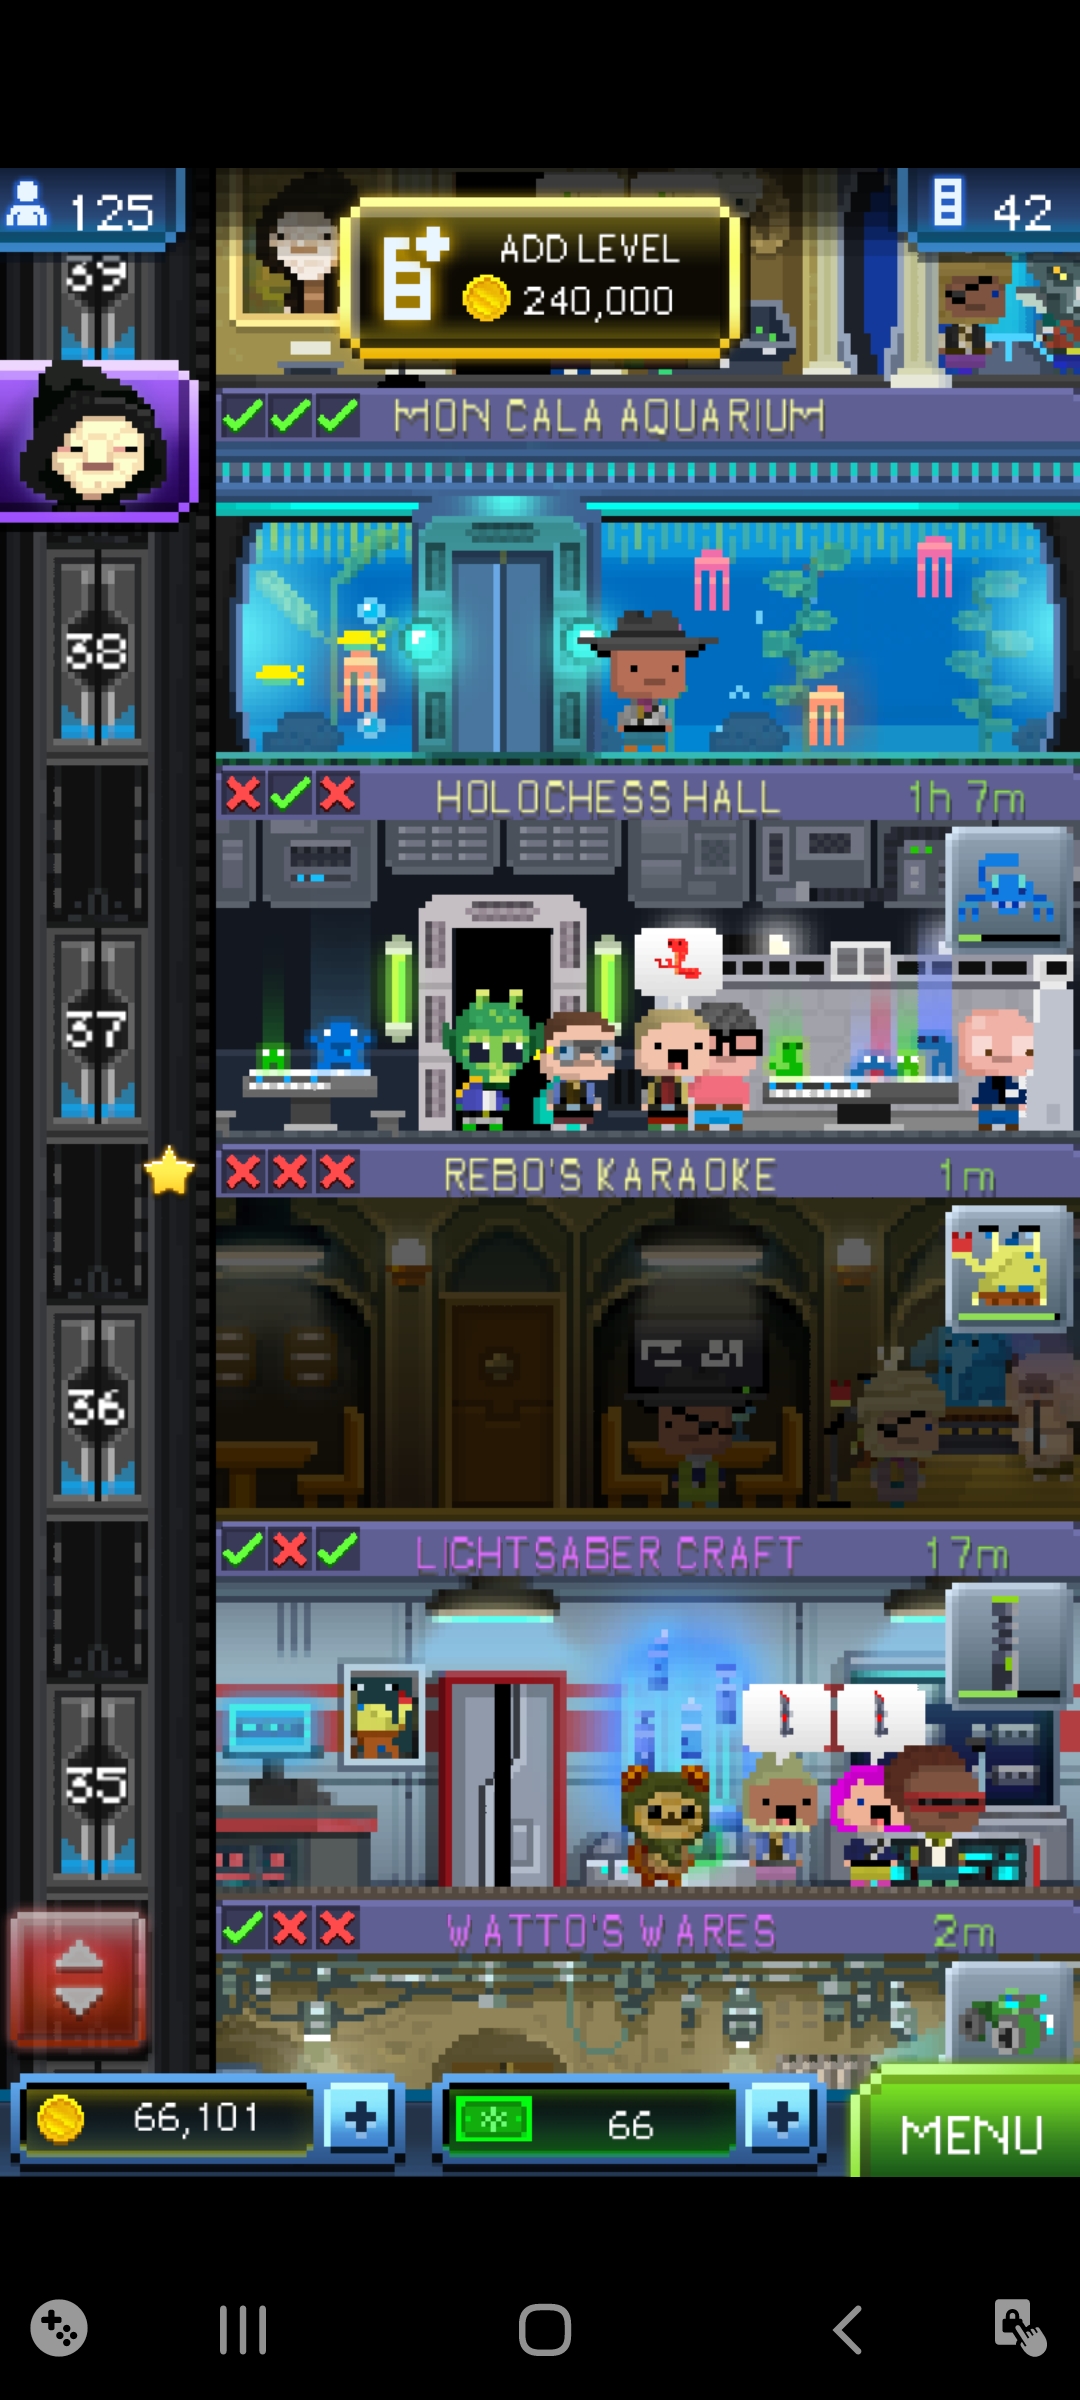 125
ADD LEVEL
240,000
42
39
MON CALA AQUARIUM
38
HOLOCHESS HALL 1h 7m
37
REBO'S KARAOKE 1m
36
LIGHTSABER CRAFT 17m
35
WATTO'S WARES 2m
66,101
66
MENU